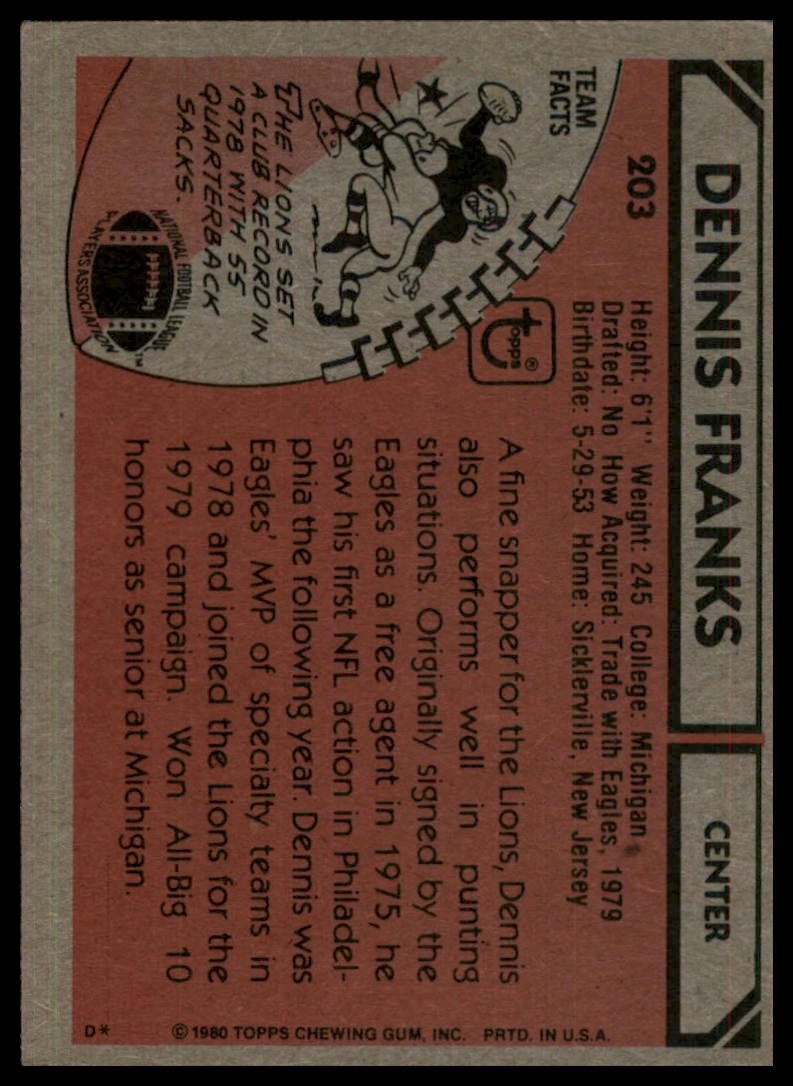 DENNIS FRANKS
CENTER
203
Height: 6'1" Weight: 245 College: Michigan
Drafted: No How Acquired: Trade with Eagles, 1979
Birthdate: 5-29-53 Home: Sicklerville, New Jersey
TEAM
FACTS
THE LIONS SET
A CLUB RECORD IN
1978 WITH 55
QUARTERBACK
SACKS.
topps®
NATIONAL FOOTBALL LEAGUE
PLAYERS ASSOCIATION
TM
A fine snapper for the Lions, Dennis
also performs well in punting
situations. Originally signed by the
Eagles as a free agent in 1975, he
saw his first NFL action in Philadel-
phia the following year. Dennis was
Eagles' MVP of specialty teams in
1978 and joined the Lions for the
1979 campaign. Won All-Big 10
honors as senior at Michigan.
D*
© 1980 TOPPS CHEWING GUM, INC. PRTD. IN U.S.A.